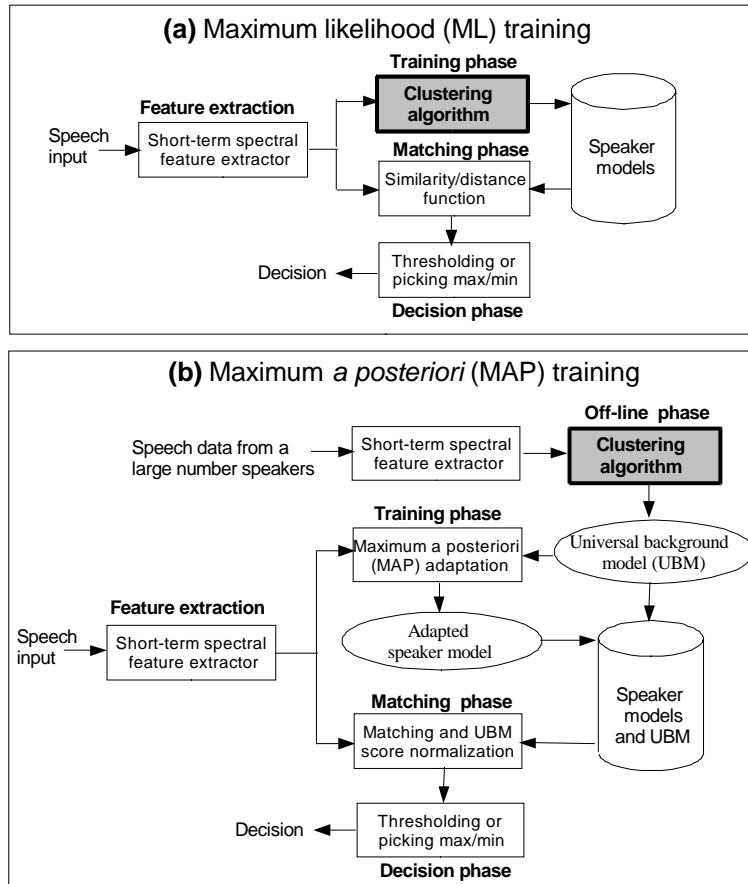 (a) Maximum likelihood (ML) training
Training phase
Clustering
algorithm
Feature extraction
Speech
input
Short-term spectral
feature extractor
Matching phase
Similarity/distance
function
Speaker
models
Decision
Thresholding or
picking max/min
Decision phase
(b) Maximum a posteriori (MAP) training
Off-line phase
Speech data from a
large number speakers
Short-term spectral
feature extractor
Clustering
algorithm
Training phase
Maximum a posteriori
(MAP) adaptation
Universal background
model (UBM)
Feature extraction
Speech
input
Short-term spectral
feature extractor
Adapted
speaker model
Speaker
models
and UBM
Matching phase
Matching and UBM
score normalization
Decision
Thresholding or
picking max/min
Decision phase